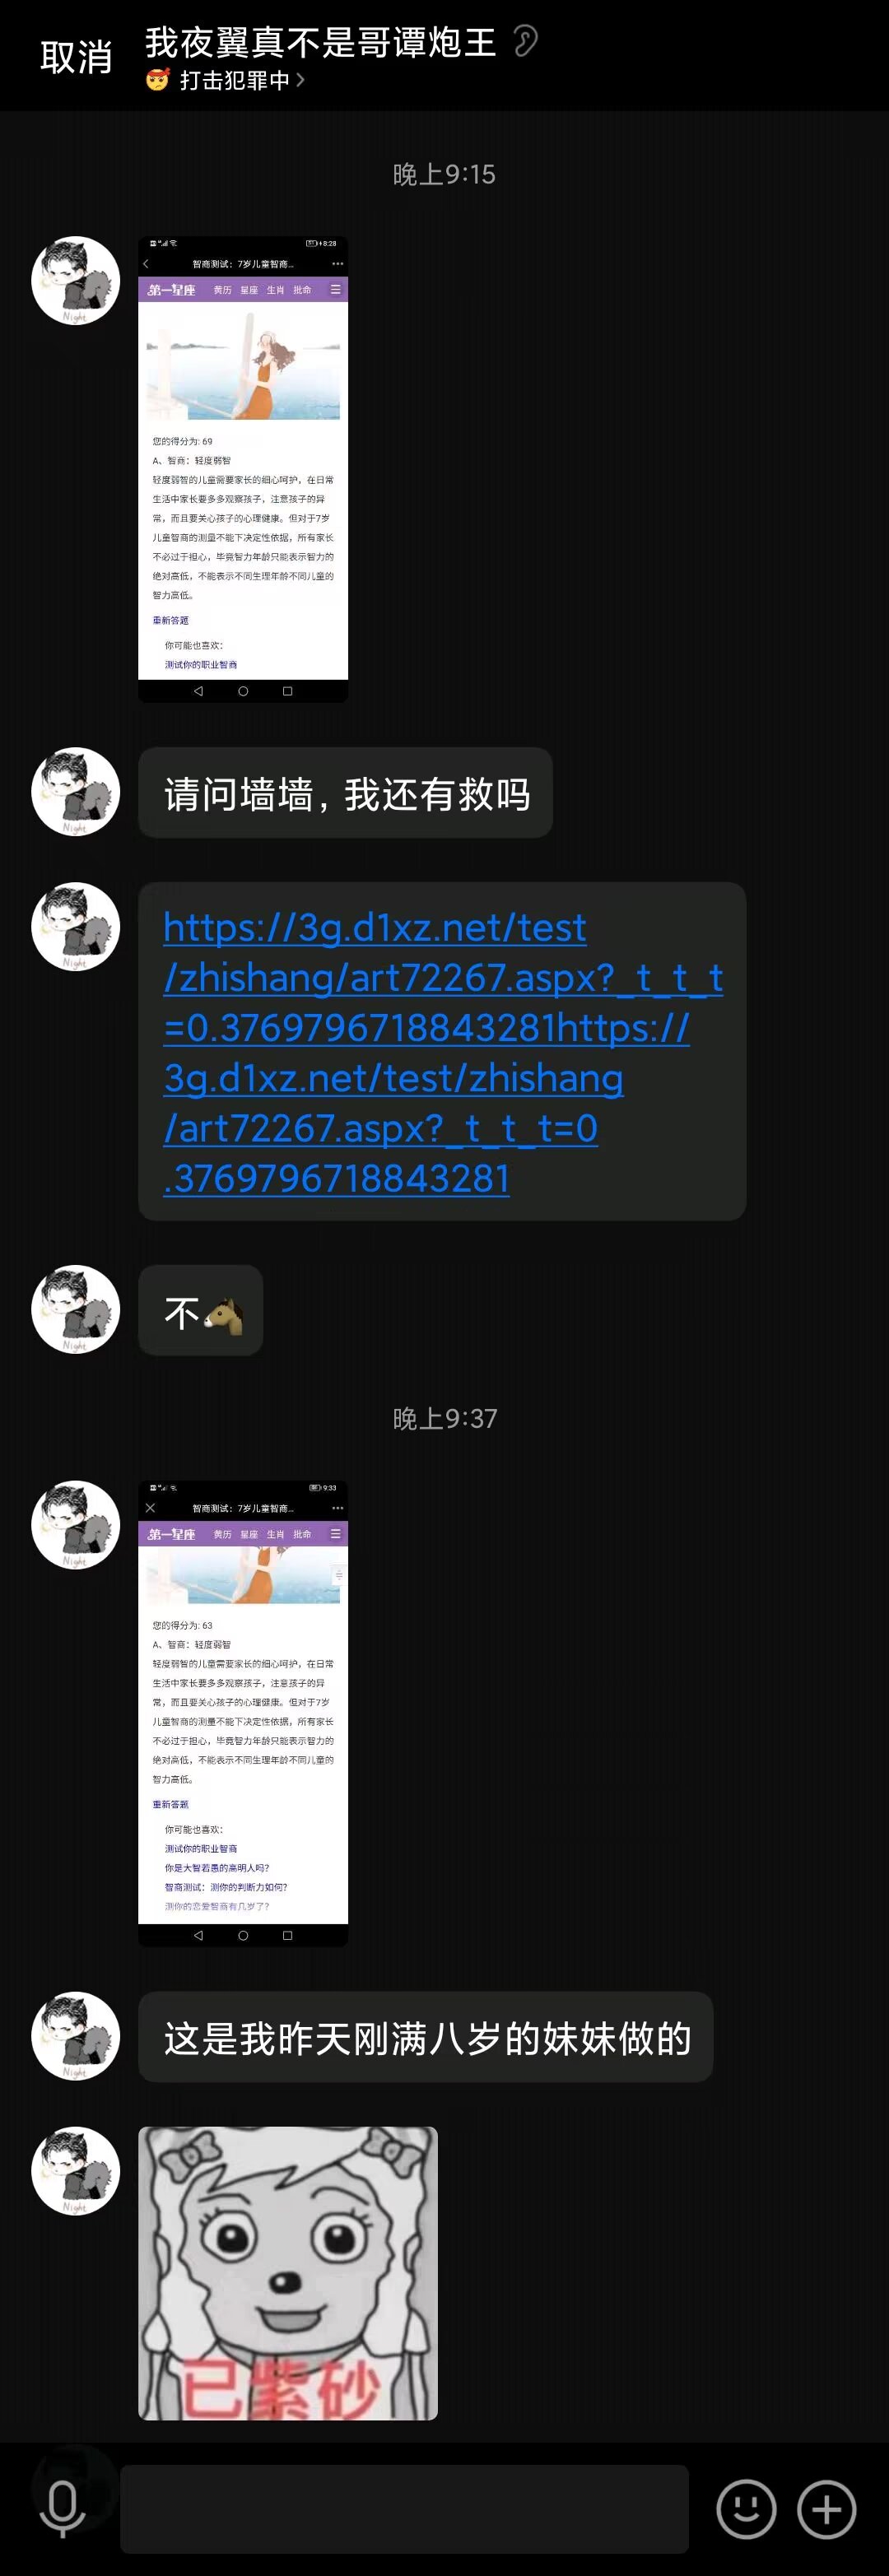 取消
我夜翼真不是哥谭炮王
打击犯罪中
晚上9:15
8:28
智商测试：7岁儿童智商...
第一星座 黄历 星座 生肖 批命
您的得分为: 69
A、智商：轻度弱智
轻度弱智的儿童需要家长的细心呵护，在日常
生活中家长要多多观察孩子，注意孩子的异
常，而且要关心孩子的心理健康。但对于7岁
儿童智商的测量不能下决定性依据，所有家长
不必过于担心，毕竟智力年龄只能表示智力的
绝对高低，不能表示不同生理年龄不同儿童的
智力高低。
重新答题
你可能也喜欢：
测试你的职业智商
Night
请问墙墙，我还有救吗
Night
https://3g.d1xz.net/test
/zhishang/art72267.aspx?_t_t_t
=0.3769796718843281https://
3g.d1xz.net/test/zhishang
/art72267.aspx?_t_t_t=0
.3769796718843281
Night
不🐴
Night
晚上9:37
9:33
智商测试：7岁儿童智商...
第一星座 黄历 星座 生肖 批命
您的得分为: 63
A、智商：轻度弱智
轻度弱智的儿童需要家长的细心呵护，在日常
生活中家长要多多观察孩子，注意孩子的异
常，而且要关心孩子的心理健康。但对于7岁
儿童智商的测量不能下决定性依据，所有家长
不必过于担心，毕竟智力年龄只能表示智力的
绝对高低，不能表示不同生理年龄不同儿童的
智力高低。
重新答题
你可能也喜欢：
测试你的职业智商
你是大智若愚的高明人吗？
智商测试：测你的判断力如何？
测你的恋爱智商有几岁了？
Night
这是我昨天刚满八岁的妹妹做的
Night
已紫砂
Night